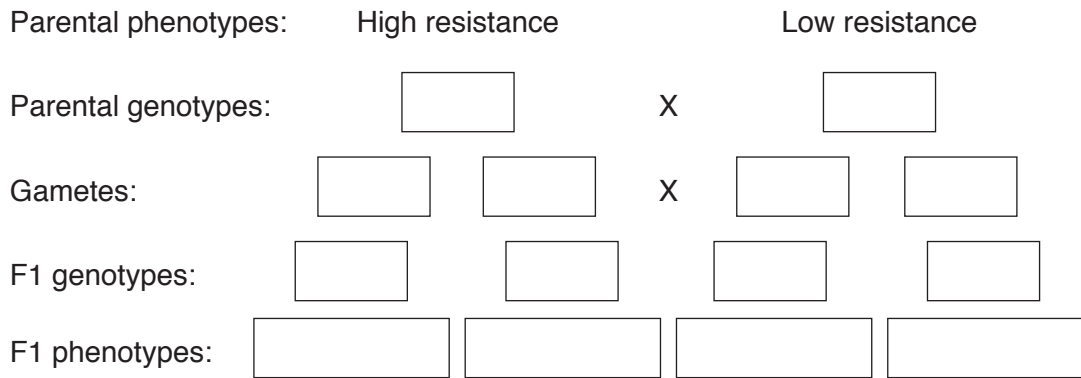 Parental phenotypes: High resistance Low resistance
Parental genotypes: X
Gametes: X
F1 genotypes:
F1 phenotypes: